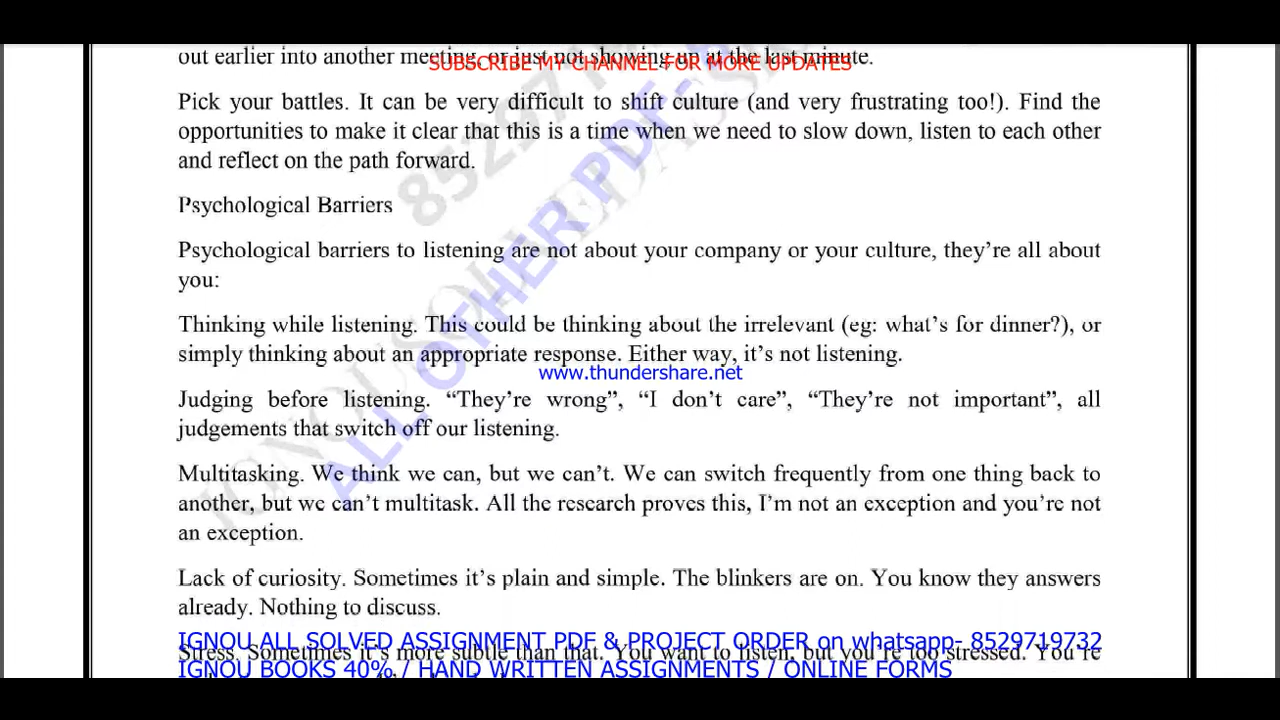 out earlier into another meeting, or just not showing up at the last minute.
SUBSCRIBE MY CHANNEL FOR MORE UPDATES
Pick your battles. It can be very difficult to shift culture (and very frustrating too!). Find the
opportunities to make it clear that this is a time when we need to slow down, listen to each other
and reflect on the path forward.
Psychological Barriers
Psychological barriers to listening are not about your company or your culture, they're all about
you:
Thinking while listening. This could be thinking about the irrelevant (eg: what's for dinner?), or
simply thinking about an appropriate response. Either way, it's not listening.
www.thundershare.net
Judging before listening. “They're wrong”, “I don't care”, “They're not important”, all
judgements that switch off our listening.
Multitasking. We think we can, but we can't. We can switch frequently from one thing back to
another, but we can't multitask. All the research proves this, I'm not an exception and you're not
an exception.
Lack of curiosity. Sometimes it's plain and simple. The blinkers are on. You know they answers
already. Nothing to discuss.
IGNOU ALL SOLVED ASSIGNMENT PDF & PROJECT ORDER on whatsapp- 8529719732
Stress. Sometimes it's more subtle than that. You want to listen, but you're too stressed. You're
IGNOU BOOKS 40% / HAND WRITTEN ASSIGNMENTS / ONLINE FORMS
ALL OTHER PDF-